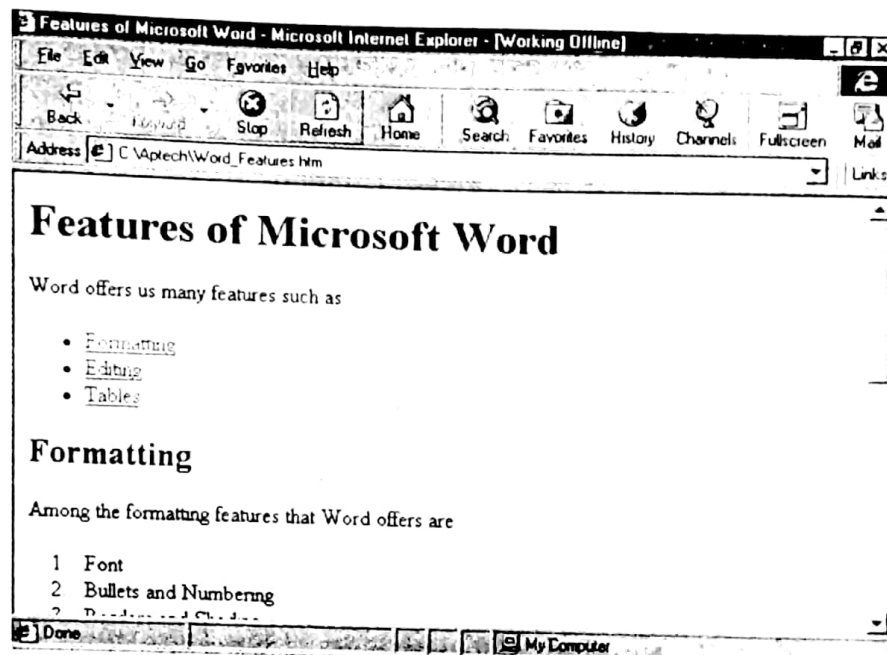 Features of Microsoft Word - Microsoft Internet Explorer - [Working Offline]
File Edit View Go Favorites Help
Back Forward Stop Refresh Home Search Favorites History Channels Fullscreen Mail
Address C:\Aptech\Word_Features.htm Links
Features of Microsoft Word
Word offers us many features such as
• Formatting
• Editing
• Tables
Formatting
Among the formatting features that Word offers are
1 Font
2 Bullets and Numbering
Done My Computer